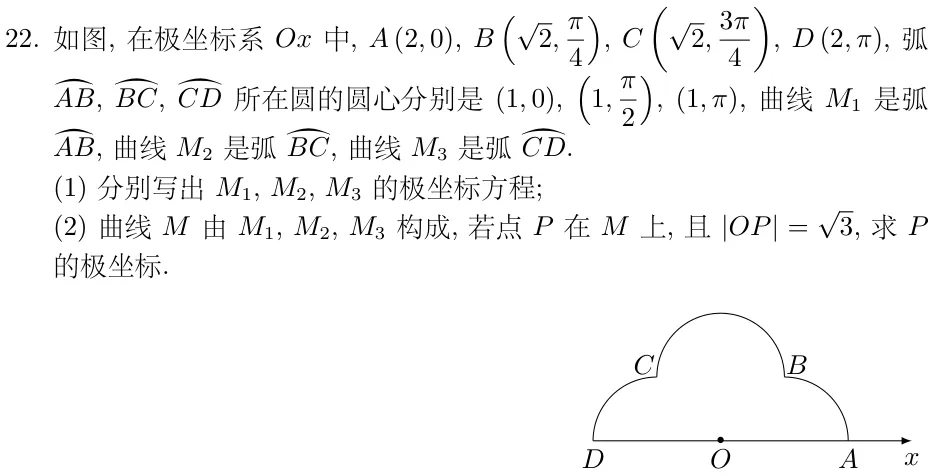 22. 如图, 在极坐标系 Ox 中, A (2, 0), B (√2, π/4), C (√2, 3π/4), D (2, π), 弧
⌢AB, ⌢BC, ⌢CD 所在圆的圆心分别是 (1, 0), (1, π/2), (1, π), 曲线 M₁ 是弧
⌢AB, 曲线 M₂ 是弧 ⌢BC, 曲线 M₃ 是弧 ⌢CD.
(1) 分别写出 M₁, M₂, M₃ 的极坐标方程;
(2) 曲线 M 由 M₁, M₂, M₃ 构成, 若点 P 在 M 上, 且 |OP| = √3, 求 P
的极坐标.
C B
D O A x